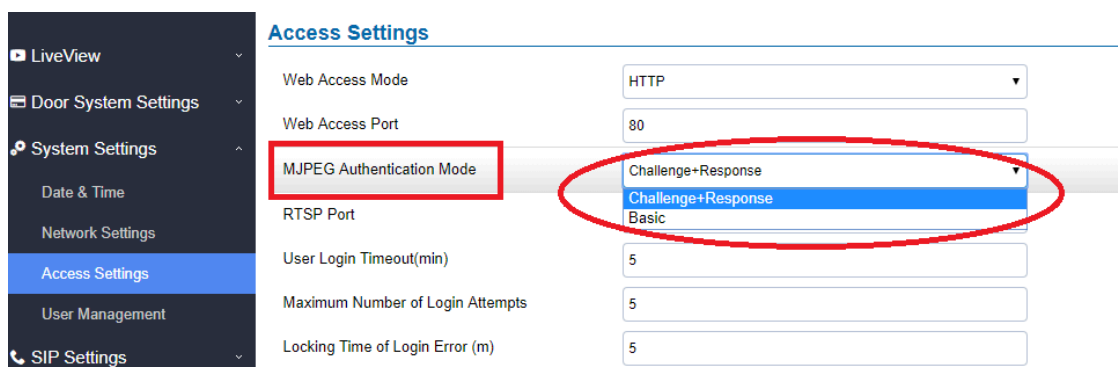 Access Settings
LiveView
Web Access Mode
HTTP
Door System Settings
Web Access Port
80
System Settings
MJPEG Authentication Mode
Challenge+Response
Date & Time
Challenge+Response
RTSP Port
Basic
Network Settings
User Login Timeout(min)
5
Access Settings
Maximum Number of Login Attempts
5
User Management
Locking Time of Login Error (m)
5
SIP Settings